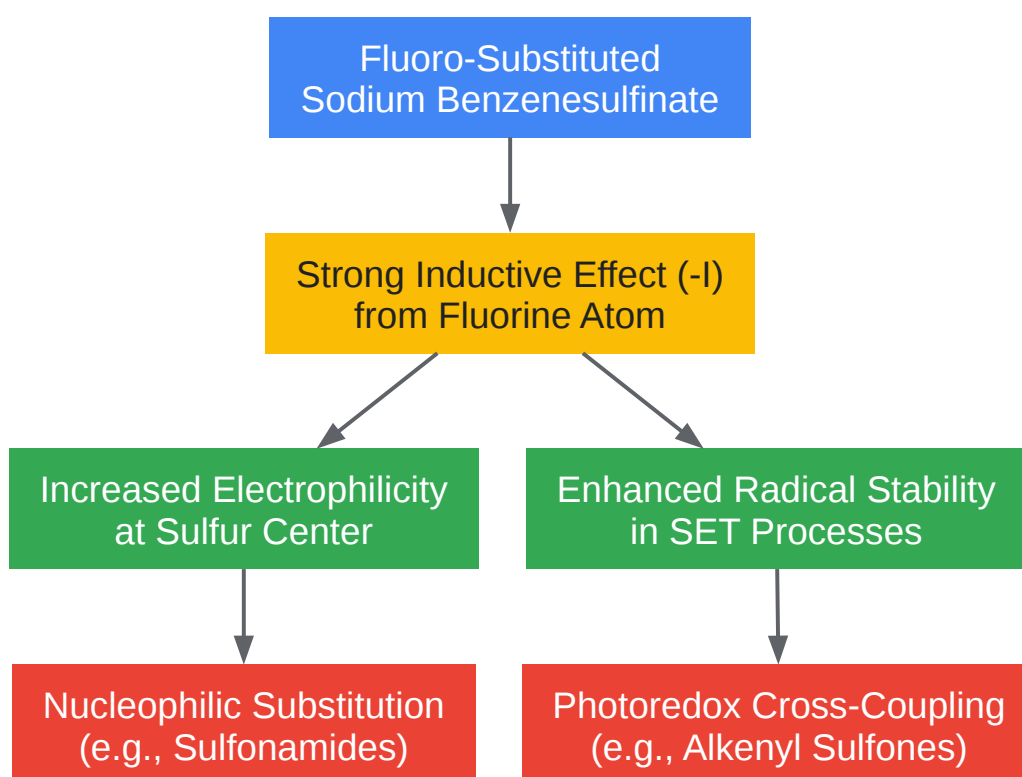 Fluoro-Substituted
Sodium Benzenesulfinate
Strong Inductive Effect (-I)
from Fluorine Atom
Increased Electrophilicity
at Sulfur Center
Enhanced Radical Stability
in SET Processes
Nucleophilic Substitution
(e.g., Sulfonamides)
Photoredox Cross-Coupling
(e.g., Alkenyl Sulfones)